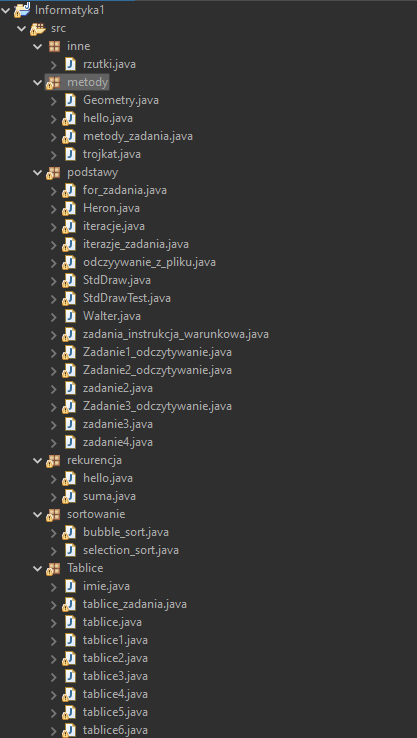 Informatyka1
src
inne
rzutki.java
metody
Geometry.java
hello.java
metody_zadania.java
trojkat.java
podstawy
for_zadania.java
Heron.java
iteracje.java
iterazje_zadania.java
odczyywanie_z_pliku.java
StdDraw.java
StdDrawTest.java
Walter.java
zadania_instrukcja_warunkowa.java
Zadanie1_odczytywanie.java
Zadanie2_odczytywanie.java
zadanie2.java
Zadanie3_odczytywanie.java
zadanie3.java
zadanie4.java
rekurencja
hello.java
suma.java
sortowanie
bubble_sort.java
selection_sort.java
Tablice
imie.java
tablice_zadania.java
tablice.java
tablice1.java
tablice2.java
tablice3.java
tablice4.java
tablice5.java
tablice6.java